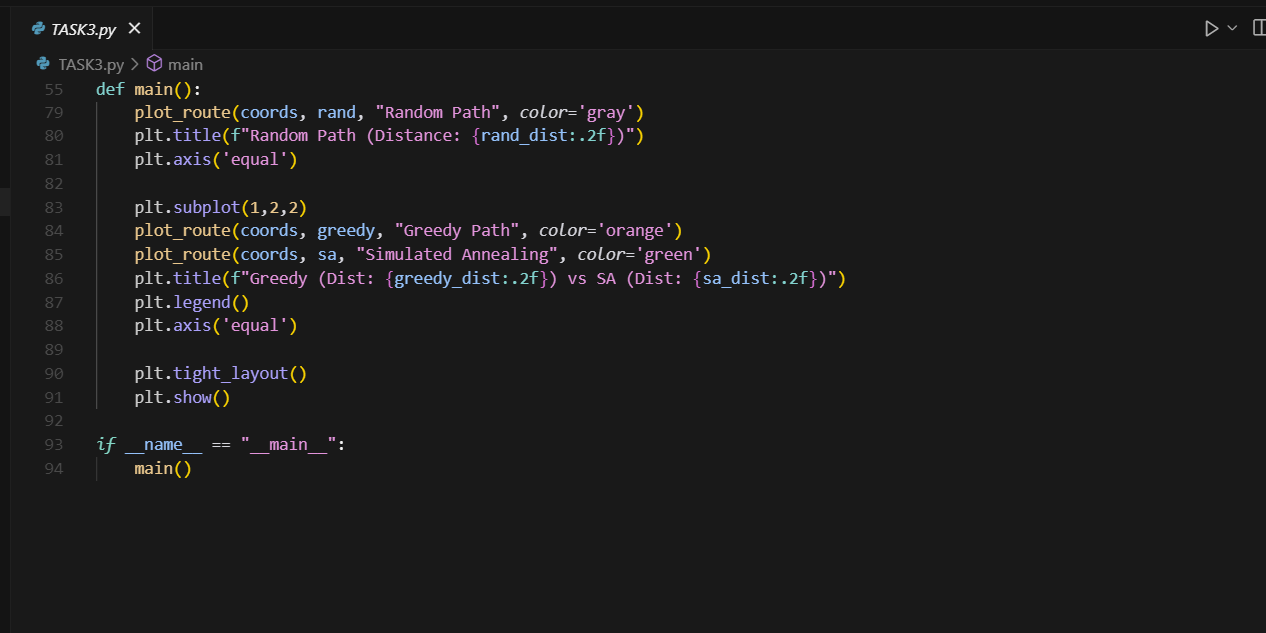 TASK3.py
TASK3.py main
55 def main():
79     plot_route(coords, rand, "Random Path", color='gray')
80     plt.title(f"Random Path (Distance: {rand_dist:.2f})")
81     plt.axis('equal')
82
83     plt.subplot(1,2,2)
84     plot_route(coords, greedy, "Greedy Path", color='orange')
85     plot_route(coords, sa, "Simulated Annealing", color='green')
86     plt.title(f"Greedy (Dist: {greedy_dist:.2f}) vs SA (Dist: {sa_dist:.2f})")
87     plt.legend()
88     plt.axis('equal')
89
90     plt.tight_layout()
91     plt.show()
92
93 if __name__ == "__main__":
94     main()